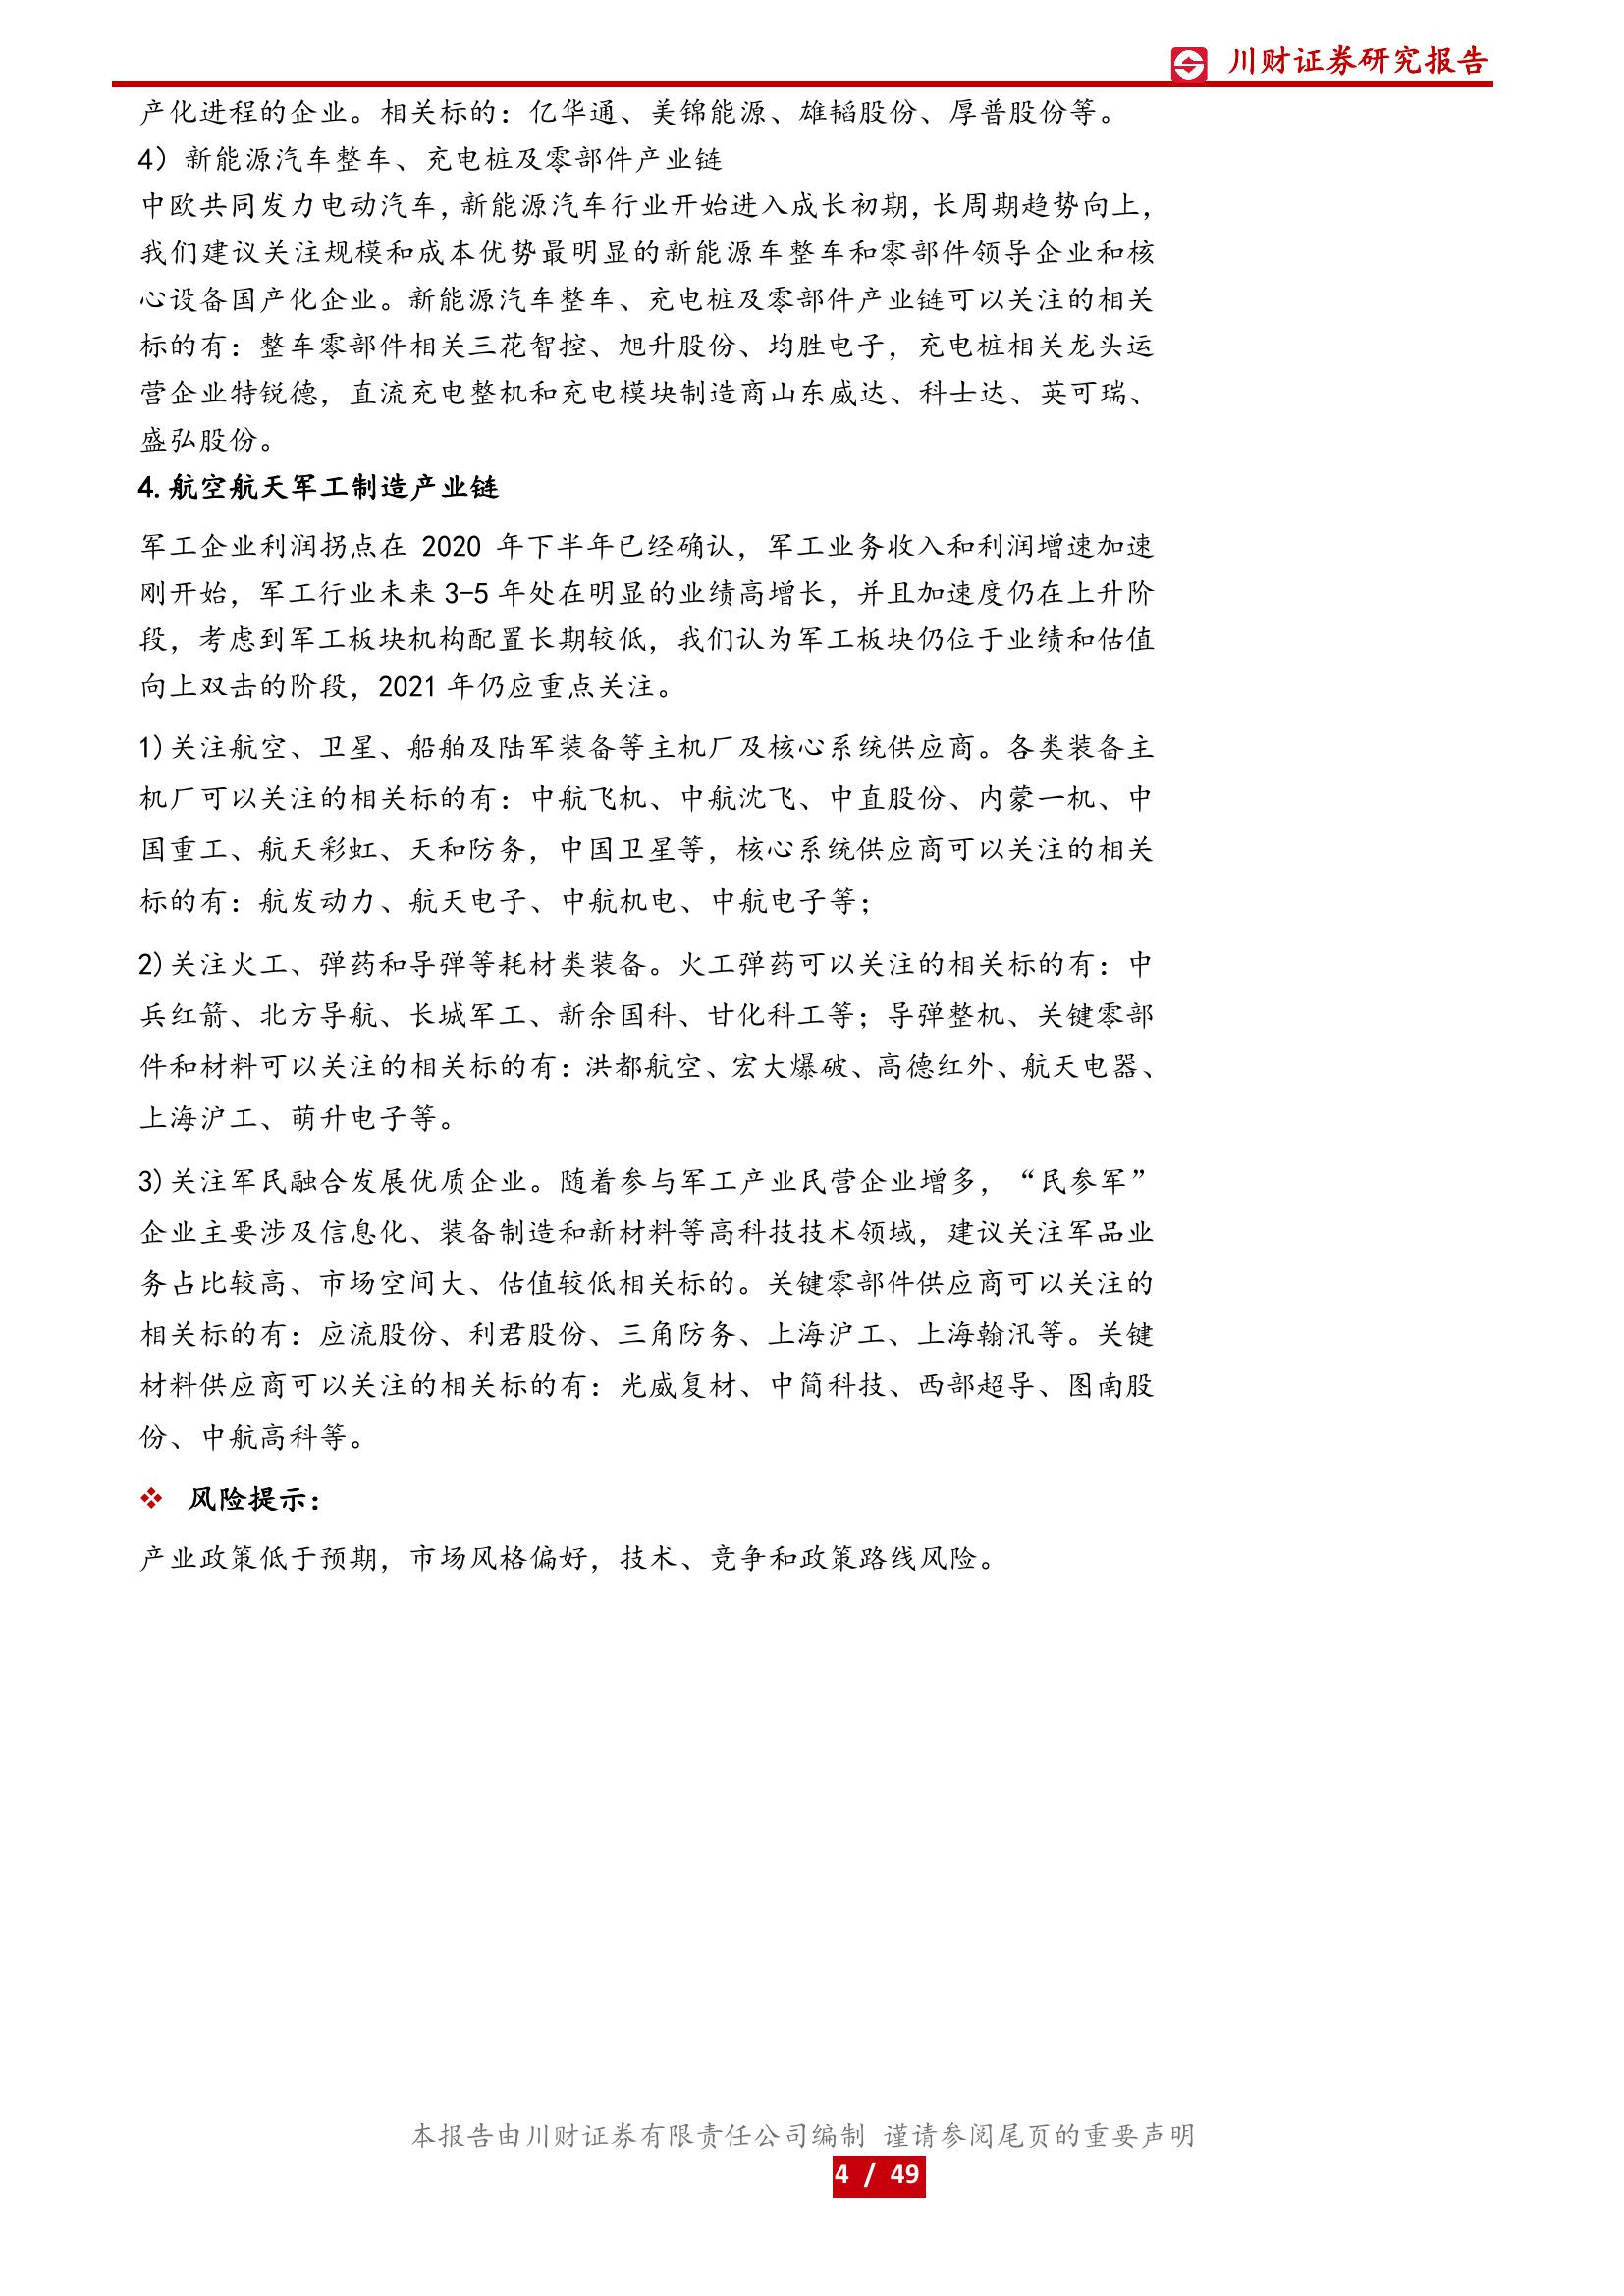 川财证券研究报告
产化进程的企业。相关标的：亿华通、美锦能源、雄韬股份、厚普股份等。
4）新能源汽车整车、充电桩及零部件产业链
中欧共同发力电动汽车，新能源汽车行业开始进入成长初期，长周期趋势向上，
我们建议关注规模和成本优势最明显的新能源车整车和零部件领导企业和核
心设备国产化企业。新能源汽车整车、充电桩及零部件产业链可以关注的相关
标的有：整车零部件相关三花智控、旭升股份、均胜电子，充电桩相关龙头运
营企业特锐德，直流充电整机和充电模块制造商山东威达、科士达、英可瑞、
盛弘股份。
4.航空航天军工制造产业链
军工企业利润拐点在 2020 年下半年已经确认，军工业务收入和利润增速加速
刚开始，军工行业未来 3-5 年处在明显的业绩高增长，并且加速度仍在上升阶
段，考虑到军工板块机构配置长期较低，我们认为军工板块仍位于业绩和估值
向上双击的阶段，2021 年仍应重点关注。
1)关注航空、卫星、船舶及陆军装备等主机厂及核心系统供应商。各类装备主
机厂可以关注的相关标的有：中航飞机、中航沈飞、中直股份、内蒙一机、中
国重工、航天彩虹、天和防务，中国卫星等，核心系统供应商可以关注的相关
标的有：航发动力、航天电子、中航机电、中航电子等；
2)关注火工、弹药和导弹等耗材类装备。火工弹药可以关注的相关标的有：中
兵红箭、北方导航、长城军工、新余国科、甘化科工等；导弹整机、关键零部
件和材料可以关注的相关标的有：洪都航空、宏大爆破、高德红外、航天电器、
上海沪工、萌升电子等。
3)关注军民融合发展优质企业。随着参与军工产业民营企业增多，“民参军”
企业主要涉及信息化、装备制造和新材料等高科技技术领域，建议关注军品业
务占比较高、市场空间大、估值较低相关标的。关键零部件供应商可以关注的
相关标的有：应流股份、利君股份、三角防务、上海沪工、上海翰汛等。关键
材料供应商可以关注的相关标的有：光威复材、中简科技、西部超导、图南股
份、中航高科等。
❖ 风险提示：
产业政策低于预期，市场风格偏好，技术、竞争和政策路线风险。
本报告由川财证券有限责任公司编制 谨请参阅尾页的重要声明
4 / 49